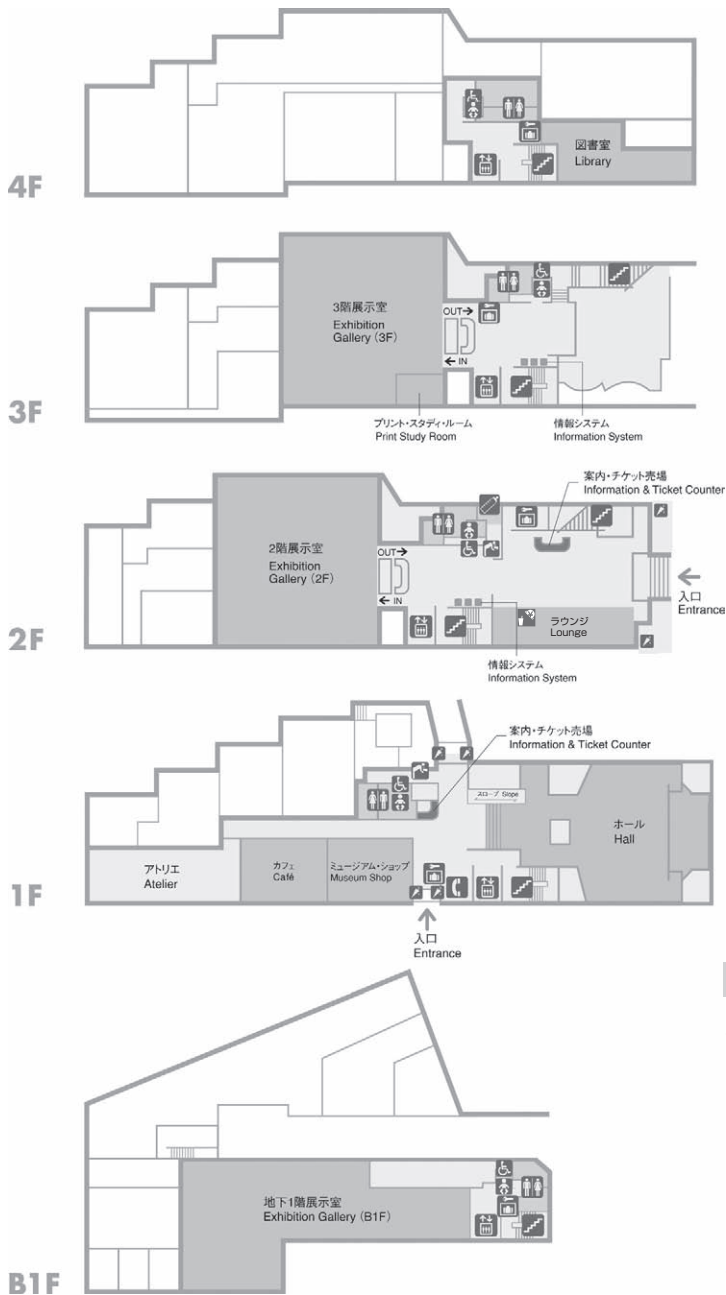 図書室
Library
4F
3階展示室
Exhibition
Gallery (3F)
OUT→
← IN
3F
プリント・スタディ・ルーム
Print Study Room
情報システム
Information System
案内・チケット売場
Information & Ticket Counter
2階展示室
Exhibition
Gallery (2F)
OUT→
← IN
入口
Entrance
ラウンジ
Lounge
2F
情報システム
Information System
案内・チケット売場
Information & Ticket Counter
スロープ Slope
ホール
Hall
アトリエ
Atelier
カフェ
Café
ミュージアム・ショップ
Museum Shop
1F
入口
Entrance
地下1階展示室
Exhibition Gallery (B1F)
B1F